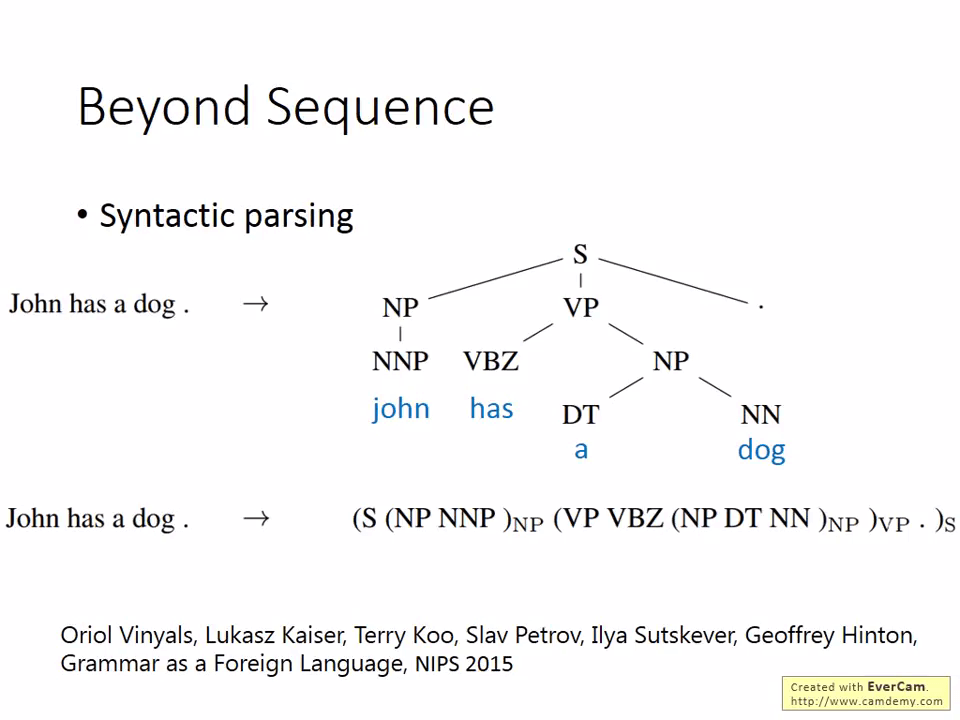 Beyond Sequence
• Syntactic parsing
S
John has a dog . → NP VP .
NNP VBZ NP
john has DT NN
a dog
John has a dog . → (S (NP NNP )NP (VP VBZ (NP DT NN )NP )VP . )S
Oriol Vinyals, Lukasz Kaiser, Terry Koo, Slav Petrov, Ilya Sutskever, Geoffrey Hinton,
Grammar as a Foreign Language, NIPS 2015
Created with EverCam.
http://www.camdemy.com